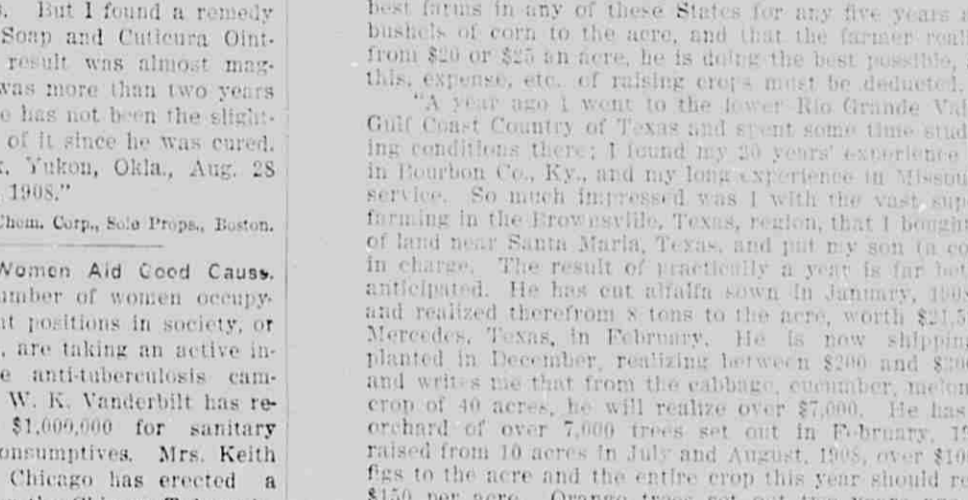 . But I found a remedy
Soap and Cuticura Oint-
result was almost mag-
was more than two years
e has not been the slight-
of it since he was cured.
Yukon, Okla., Aug. 28
1908."
Chem. Corp., Sole Props., Boston.
Women Aid Good Cause.
umber of women occupy-
nt positions in society, or
, are taking an active in-
e anti-tuberculosis cam-
W. K. Vanderbilt has re-
$1,000,000 for sanitary
onsumptives. Mrs. Keith
Chicago has erected a
best farms in any of these States for any five years
bushels of corn to the acre, and that the farmer real
from $20 or $25 an acre, he is doing the best possible,
this, expense, etc. of raising crops must be deducted.
"A year ago I went to the lower Rio Grande Val
Gulf Coast Country of Texas and spent some time stud
ing conditions there; I found my 20 years' experience
in Bourbon Co., Ky., and my long experience in Missou
service. So much impressed was I with the vast sup
farming in the Brownsville, Texas, region, that I bought
of land near Santa Maria, Texas, and put my son (a co
in charge. The result of practically a year is far bet
anticipated. He has cut alfalfa sown in January, 1908
and realized therefrom 8 tons to the acre, worth $21.5
Mercedes, Texas, in February. He is now shipping
planted in December, realizing between $200 and $300
and writes me that from the cabbage, cucumber, melon
crop of 40 acres, he will realize over $7,000. He has
orchard of over 7,000 trees set out in February, 19
raised from 10 acres in July and August, 1908, over $100
figs to the acre and the entire crop this year should re
$150 per acre. Orange trees set out